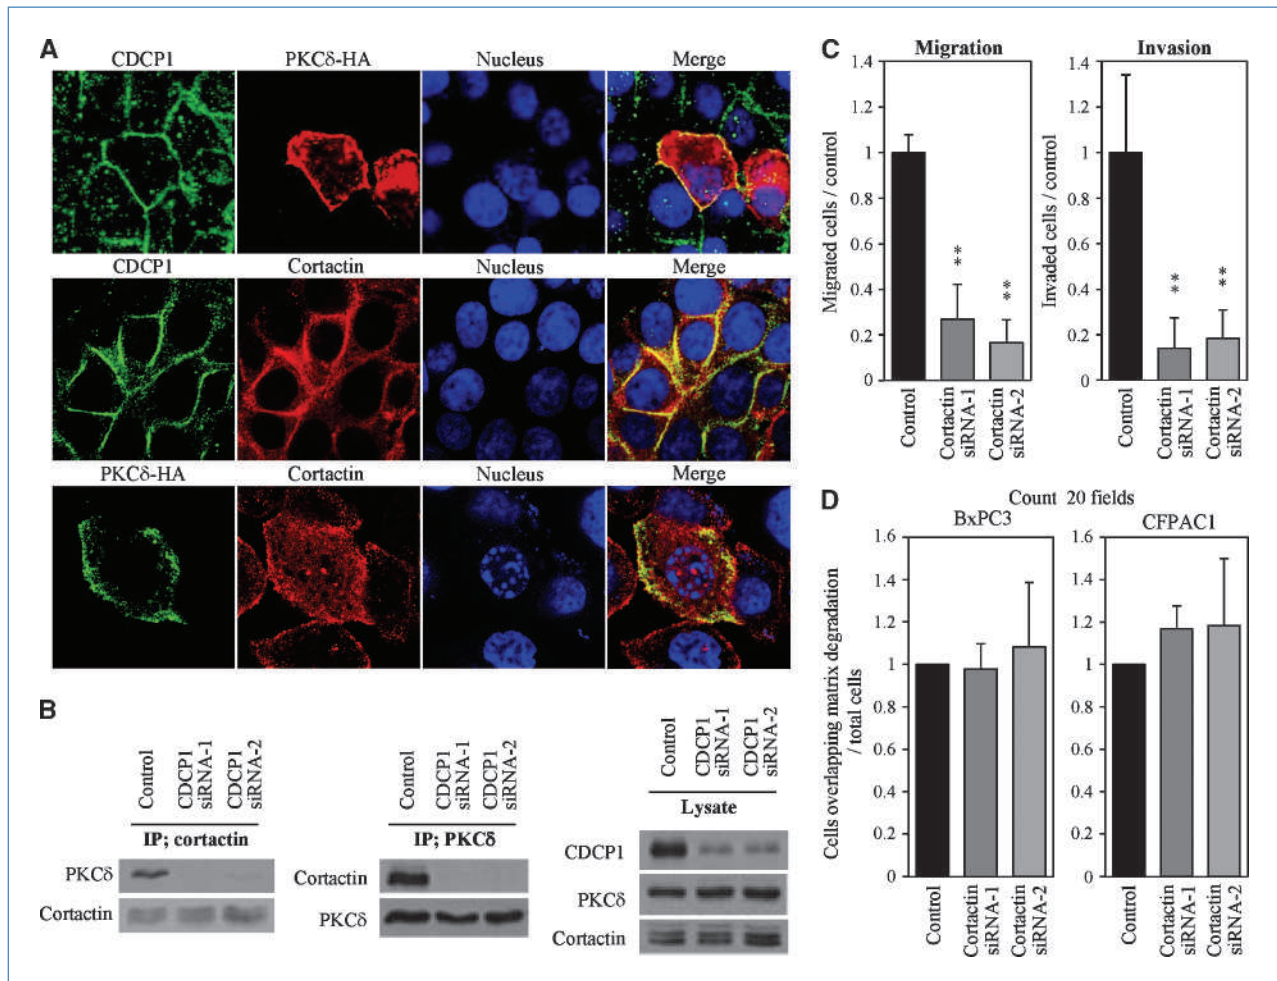 A
CDCP1 PKCδ-HA Nucleus Merge
CDCP1 Cortactin Nucleus Merge
PKCδ-HA Cortactin Nucleus Merge
B
Control
CDCP1
siRNA-1
CDCP1
siRNA-2
IP; cortactin
PKCδ
Cortactin
Control
CDCP1
siRNA-1
CDCP1
siRNA-2
IP; PKCδ
Cortactin
PKCδ
Control
CDCP1
siRNA-1
CDCP1
siRNA-2
Lysate
CDCP1
PKCδ
Cortactin
C
Migration
Migrated cells / control
1.4
1.2
1
0.8
0.6
0.4
0.2
0
**
**
Control
Cortactin
siRNA-1
Cortactin
siRNA-2
Invasion
Invaded cells / control
1.4
1.2
1
0.8
0.6
0.4
0.2
0
**
**
Control
Cortactin
siRNA-1
Cortactin
siRNA-2
D
Count 20 fields
BxPC3
Cells overlapping matrix degradation
/ total cells
1.6
1.4
1.2
1
0.8
0.6
0.4
0.2
0
Control
Cortactin
siRNA-1
Cortactin
siRNA-2
CFPAC1
1.6
1.4
1.2
1
0.8
0.6
0.4
0.2
0
Control
Cortactin
siRNA-1
Cortactin
siRNA-2